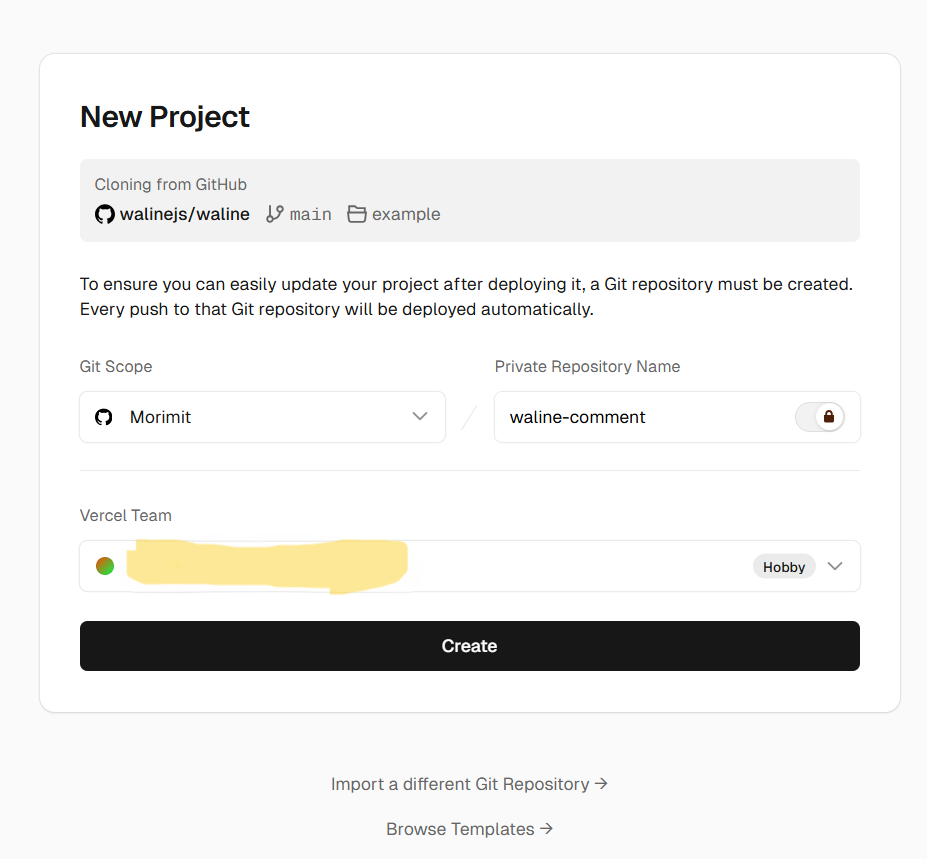 New Project
Cloning from GitHub
walinejs/waline main example
To ensure you can easily update your project after deploying it, a Git repository must be created.
Every push to that Git repository will be deployed automatically.
Git Scope
Private Repository Name
Morimit
waline-comment
Vercel Team
Hobby
Create
Import a different Git Repository →
Browse Templates →